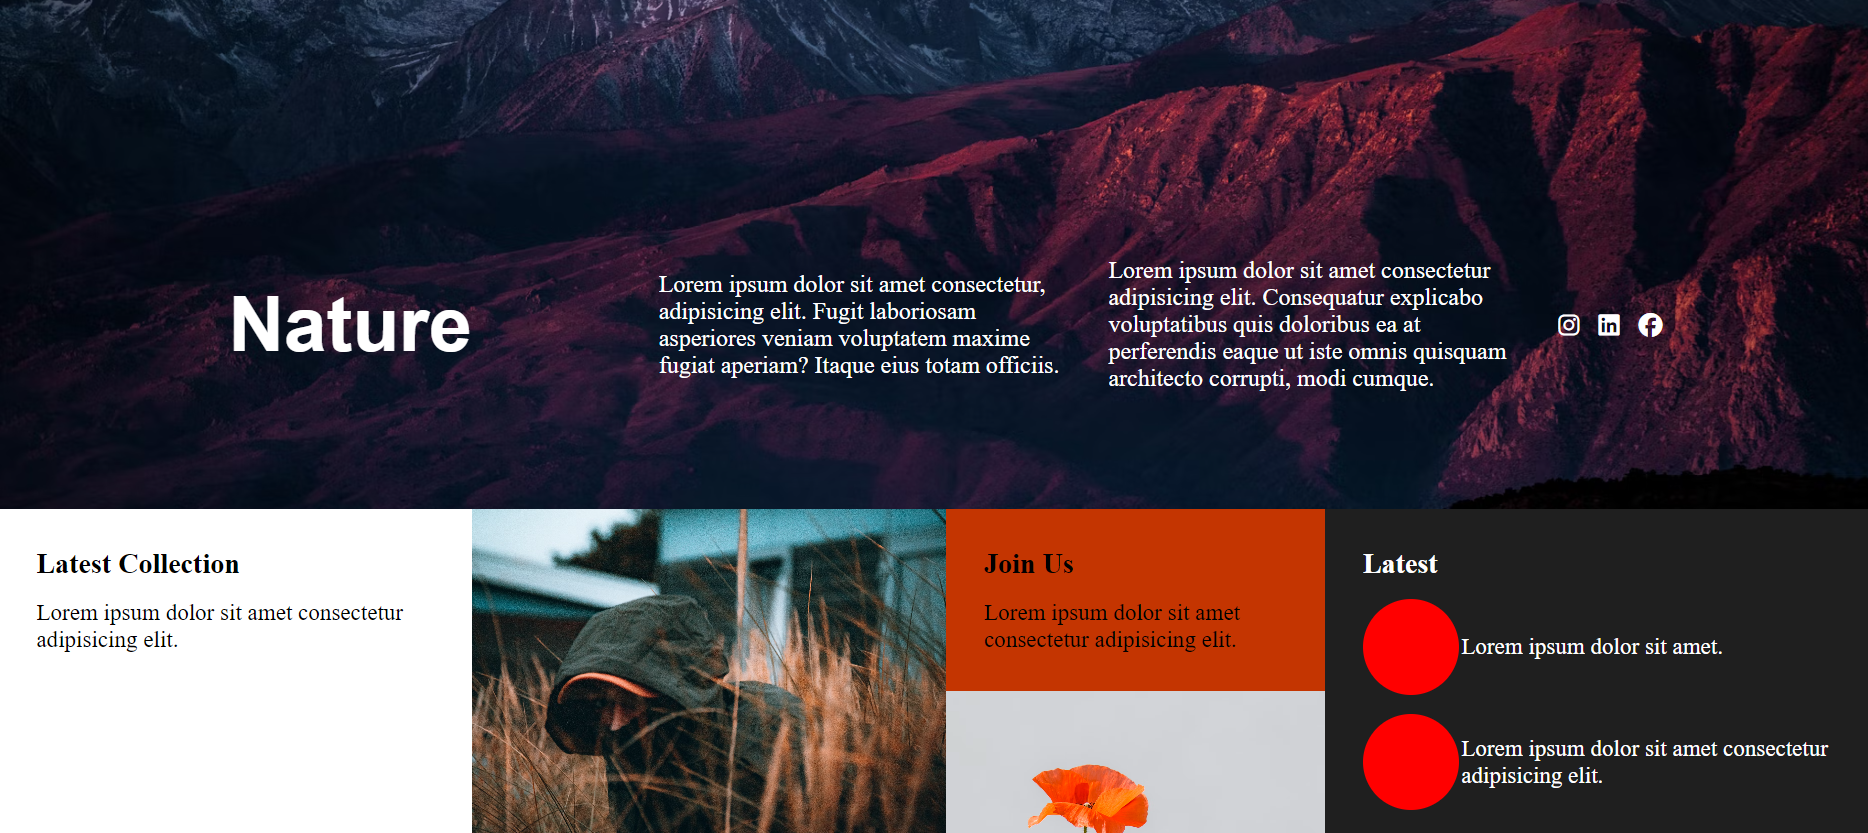 Nature
Lorem ipsum dolor sit amet consectetur,
adipisicing elit. Fugit laboriosam
asperiores veniam voluptatem maxime
fugiat aperiam? Itaque eius totam officiis.
Lorem ipsum dolor sit amet consectetur
adipisicing elit. Consequatur explicabo
voluptatibus quis doloribus ea at
perferendis eaque ut iste omnis quisquam
architecto corrupti, modi cumque.
Latest Collection
Lorem ipsum dolor sit amet consectetur
adipisicing elit.
Join Us
Lorem ipsum dolor sit amet
consectetur adipisicing elit.
Latest
Lorem ipsum dolor sit amet.
Lorem ipsum dolor sit amet consectetur
adipisicing elit.